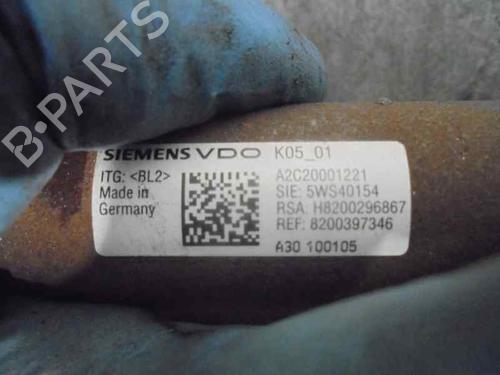 SIEMENS VDO K05_01
ITG: <BL2> A2C20001221
Made in SIE: 5WS40154
Germany RSA: H8200296867
REF: 8200397346
A30 100105
B-PARTS